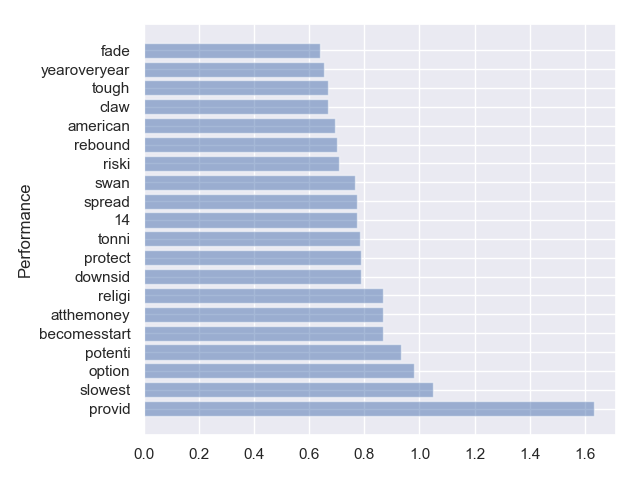 fade
yearoveryear
tough
claw
american
rebound
riski
swan
spread
14
tonni
protect
downsid
religi
atthemoney
becomesstart
potenti
option
slowest
provid
Performance
0.0 0.2 0.4 0.6 0.8 1.0 1.2 1.4 1.6